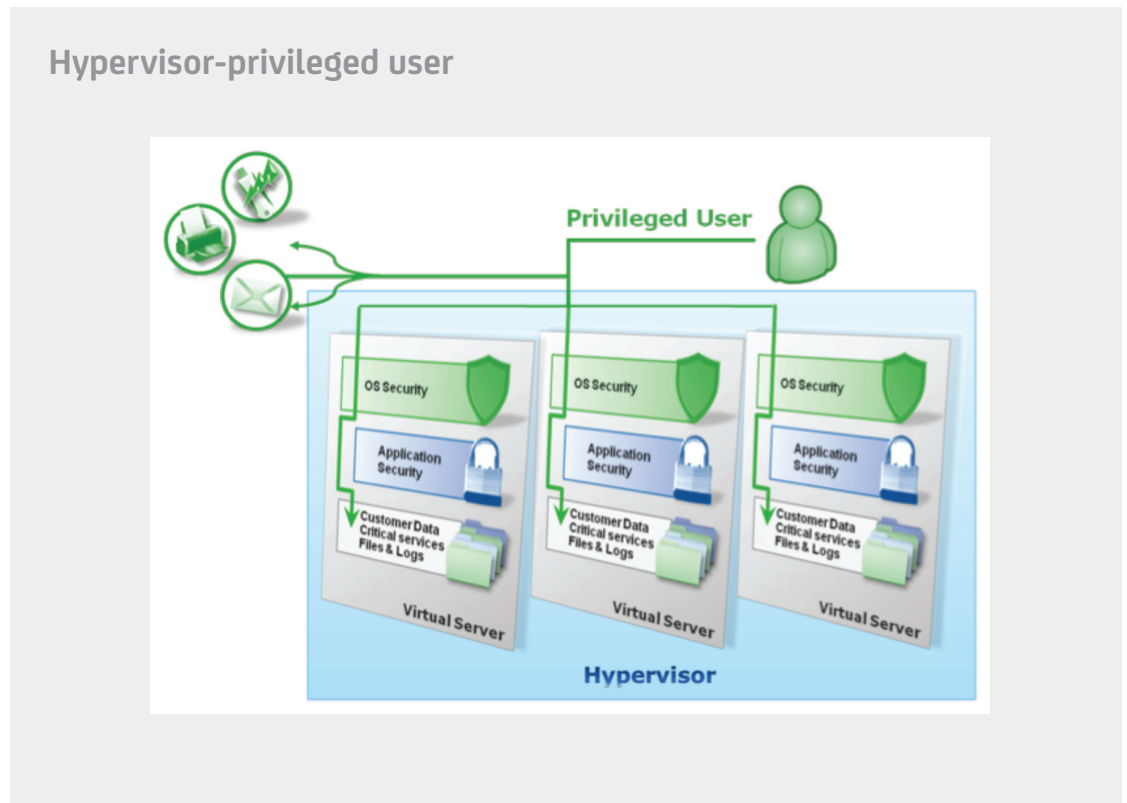 Hypervisor-privileged user
Privileged User
OS Security
Application
Security
Customer Data
Critical services
Files & Logs
Virtual Server
OS Security
Application
Security
Customer Data
Critical services
Files & Logs
Virtual Server
OS Security
Application
Security
Customer Data
Critical services
Files & Logs
Virtual Server
Hypervisor